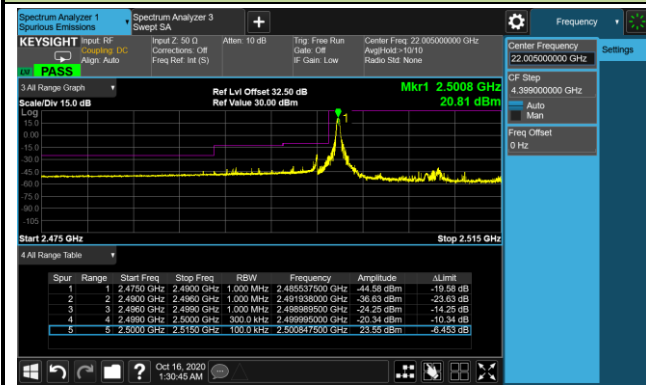 Spectrum Analyzer 1
Spurious Emissions
Spectrum Analyzer 3
Swept SA
Frequency
KEYSIGHT
Input: RF
Coupling: DC
Align: Auto
Input Z: 50 Ω
Corrections: Off
Freq Ref: Int (S)
Atten: 10 dB
Trig: Free Run
Gate: Off
IF Gain: Low
Center Freq: 22.005000000 GHz
Avg|Hold:>10/10
Radio Std: None
PASS
Center Frequency
22.005000000 GHz
Settings
CF Step
4.399000000 GHz
Auto
Man
Freq Offset
0 Hz
3 All Range Graph
Scale/Div 15.0 dB
Ref Lvl Offset 32.50 dB
Ref Value 30.00 dBm
Mkr1 2.5008 GHz
20.81 dBm
Log
15.0
0.00
-15.0
-30.0
-45.0
-60.0
-75.0
-90.0
-105
1
Start 2.475 GHz
Stop 2.515 GHz
4 All Range Table
Spur Range Start Freq Stop Freq RBW Frequency Amplitude ΔLimit
1 1 2.4750 GHz 2.4900 GHz 1.000 MHz 2.485537500 GHz -44.58 dBm -19.58 dB
2 2 2.4900 GHz 2.4960 GHz 1.000 MHz 2.491938000 GHz -36.63 dBm -23.63 dB
3 3 2.4960 GHz 2.4990 GHz 1.000 MHz 2.498989500 GHz -24.25 dBm -14.25 dB
4 4 2.4990 GHz 2.5000 GHz 300.0 kHz 2.499995000 GHz -20.34 dBm -10.34 dB
5 5 2.5000 GHz 2.5150 GHz 100.0 kHz 2.500847500 GHz 23.55 dBm -6.453 dB
Oct 16, 2020
1:30:45 AM